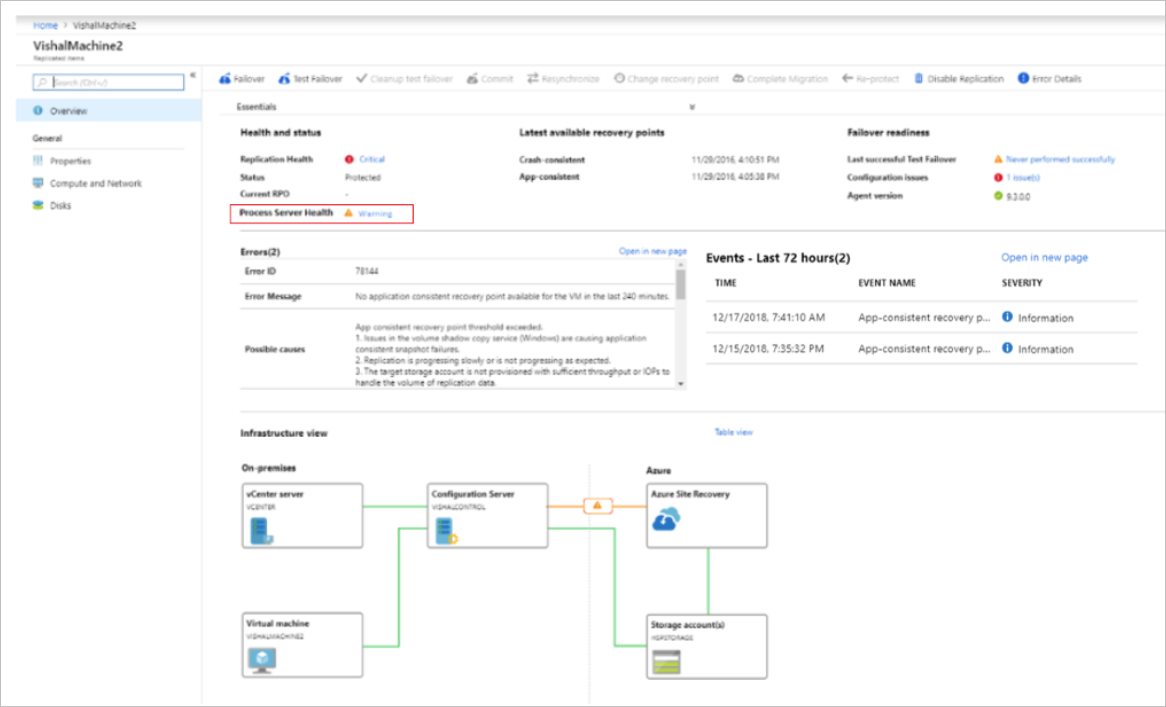 Home > VishalMachine2
VishalMachine2
Replicated items
Search (Ctrl+/)
«
Overview
General
Properties
Compute and Network
Disks
Failover Test Failover Cleanup test failover Commit Resynchronize Change recovery point Complete Migration Re-protect Disable Replication Error Details
Essentials
Health and status
Replication Health Critical
Status Protected
Current RPO -
Process Server Health Warning
Latest available recovery points
Crash-consistent 11/29/2016, 4:10:51 PM
App-consistent 11/29/2016, 4:05:38 PM
Failover readiness
Last successful Test Failover Never performed successfully
Configuration issues 1 issue(s)
Agent version 9.3.0.0
Errors(2) Open in new page
Error ID 78144
Error Message No application consistent recovery point available for the VM in the last 240 minutes.
Possible causes
App consistent recovery point threshold exceeded.
1. Issues in the volume shadow copy service (Windows) are causing application
consistent snapshot failures.
2. Replication is progressing slowly or is not progressing as expected.
3. The target storage account is not provisioned with sufficient throughput or IOPs to
handle the volume of replication data.
Events - Last 72 hours(2) Open in new page
TIME EVENT NAME SEVERITY
12/17/2018, 7:41:10 AM App-consistent recovery p... Information
12/15/2018, 7:35:32 PM App-consistent recovery p... Information
Infrastructure view Table view
On-premises
Azure
vCenter server
VCENTER
Configuration Server
VISHALCONTROL
Azure Site Recovery
Virtual machine
VISHALMACHINE2
Storage account(s)